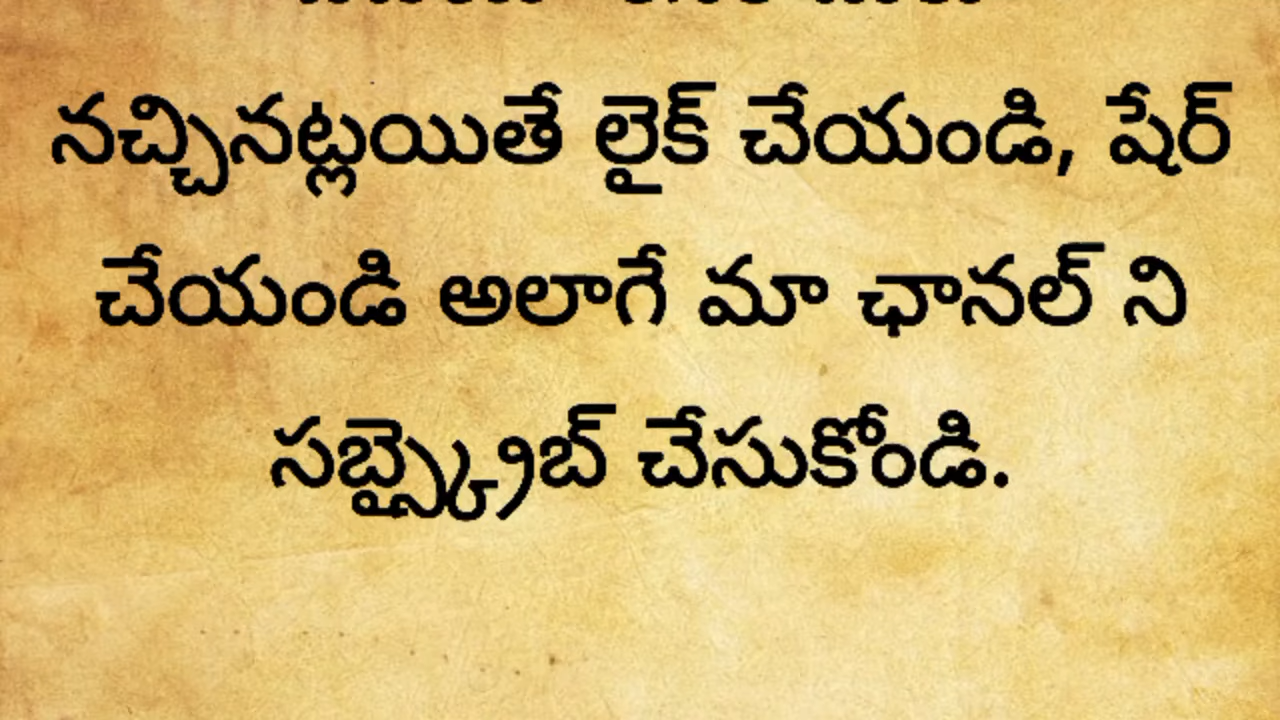 నచ్చినట్లయితే లైక్ చేయండి, షేర్
చేయండి అలాగే మా ఛానల్ ని
సబ్స్క్రైబ్ చేసుకోండి.